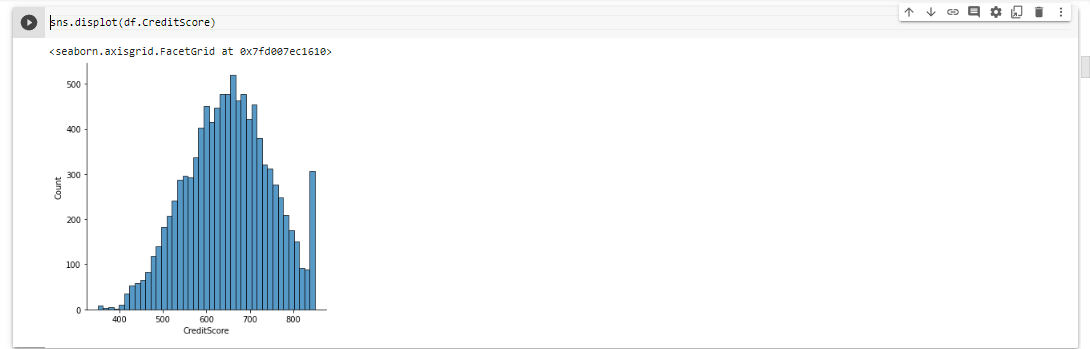 sns.displot(df.CreditScore)
<seaborn.axisgrid.FacetGrid at 0x7fd007ec1610>
500
400
300
200
100
0
Count
400 500 600 700 800
CreditScore